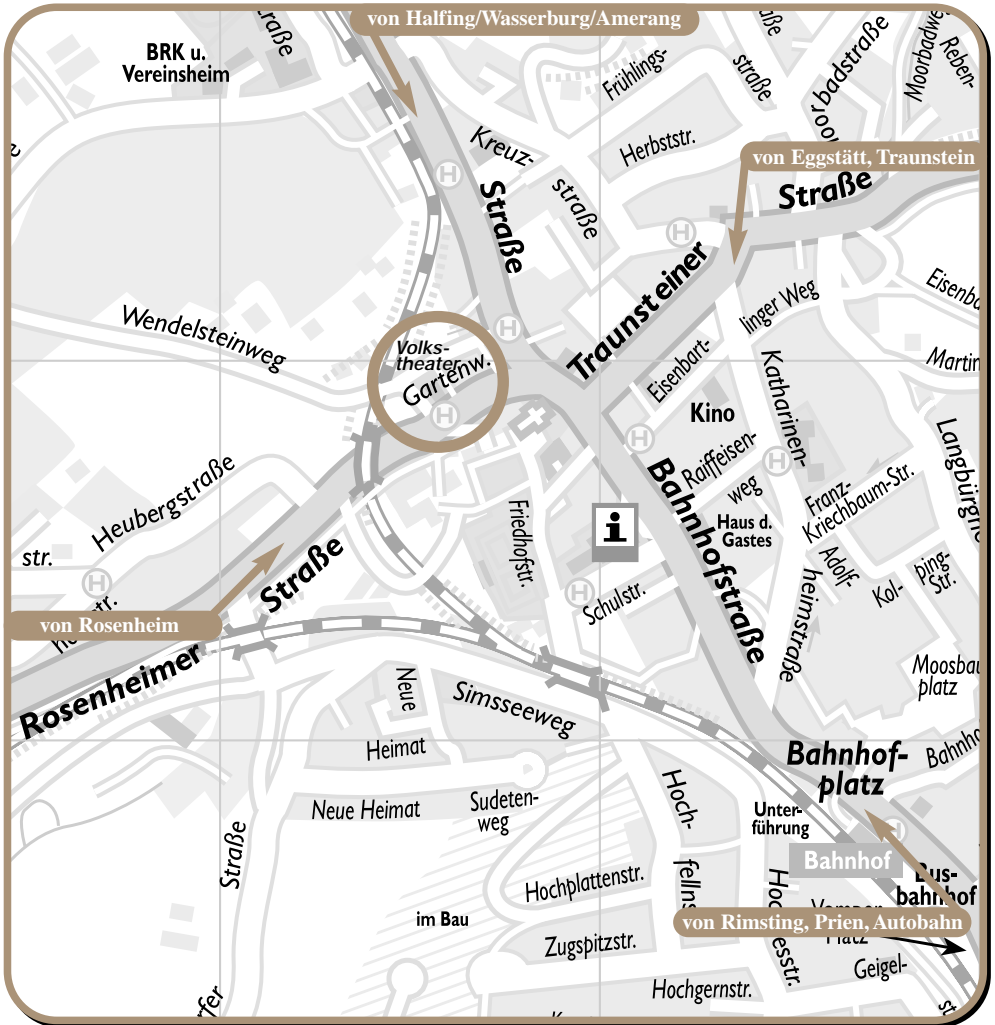 von Halfing/Wasserburg/Amerang
BRK u.
Vereinsheim
Frühlings-
straße
Moorbadwe
Reben-
Kreuz-
straße
Herbststr.
von Eggstätt, Traunstein
Straße
Straße
Traunsteiner
linger Weg
Eisenbart-
Eisenba
Martin
Wendelsteinweg
Volks-
theater
Gartenw.
Kino
Katharinen-
heimstraße
Raiffeisen-
weg
Haus d.
Gastes
Franz-
Kriechbaum-Str.
Langbürgn
Heubergstraße
str.
Friedhofstr.
i
Bahnhofstraße
Adolf-
Kol-
ping-
Str.
Schulstr.
Straße
von Rosenheim
Rosenheimer
Moosbau
platz
Neue
Heimat
Simsseeweg
Bahnhof-
platz
Bahnho
Neue Heimat
Sudeten-
weg
Hoch-
felln
Unter-
führung
Bahnhof
Bus-
bahnhof
Straße
Hochplattenstr.
im Bau
von Rimsting, Prien, Autobahn
Zugspitzstr.
Geigel-
Hochgernstr.
H
H
H
H
H
H
H
H
H